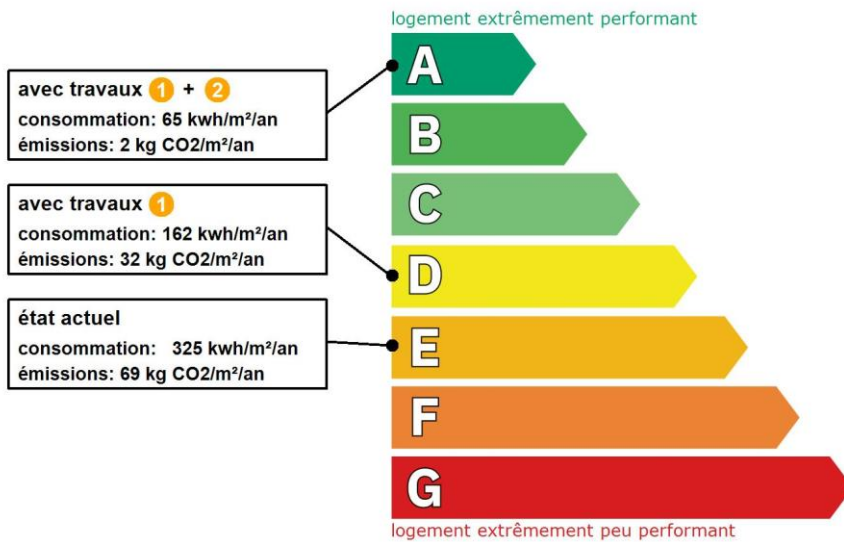 logement extrêmement performant
avec travaux 1 + 2
consommation: 65 kwh/m²/an
émissions: 2 kg CO2/m²/an
avec travaux 1
consommation: 162 kwh/m²/an
émissions: 32 kg CO2/m²/an
état actuel
consommation: 325 kwh/m²/an
émissions: 69 kg CO2/m²/an
A
B
C
D
E
F
G
logement extrêmement peu performant